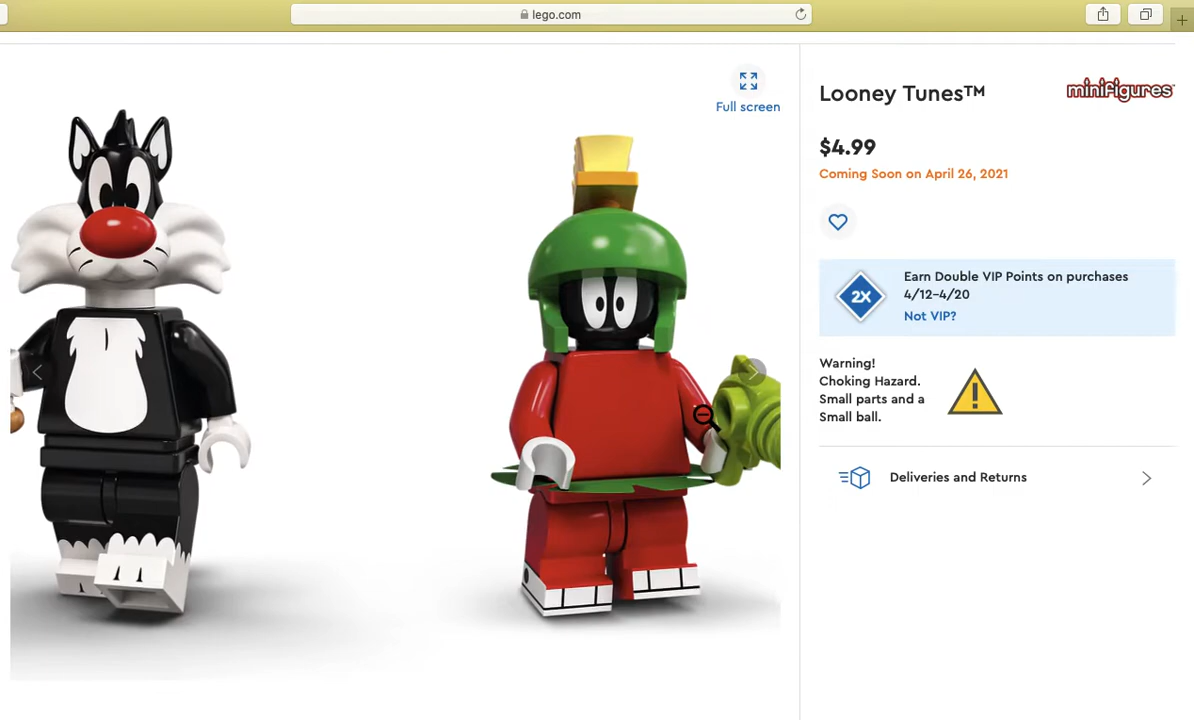 lego.com
Full screen
Looney Tunes™
minifigures
$4.99
Coming Soon on April 26, 2021
2X
Earn Double VIP Points on purchases
4/12–4/20
Not VIP?
Warning!
Choking Hazard.
Small parts and a
Small ball.
Deliveries and Returns